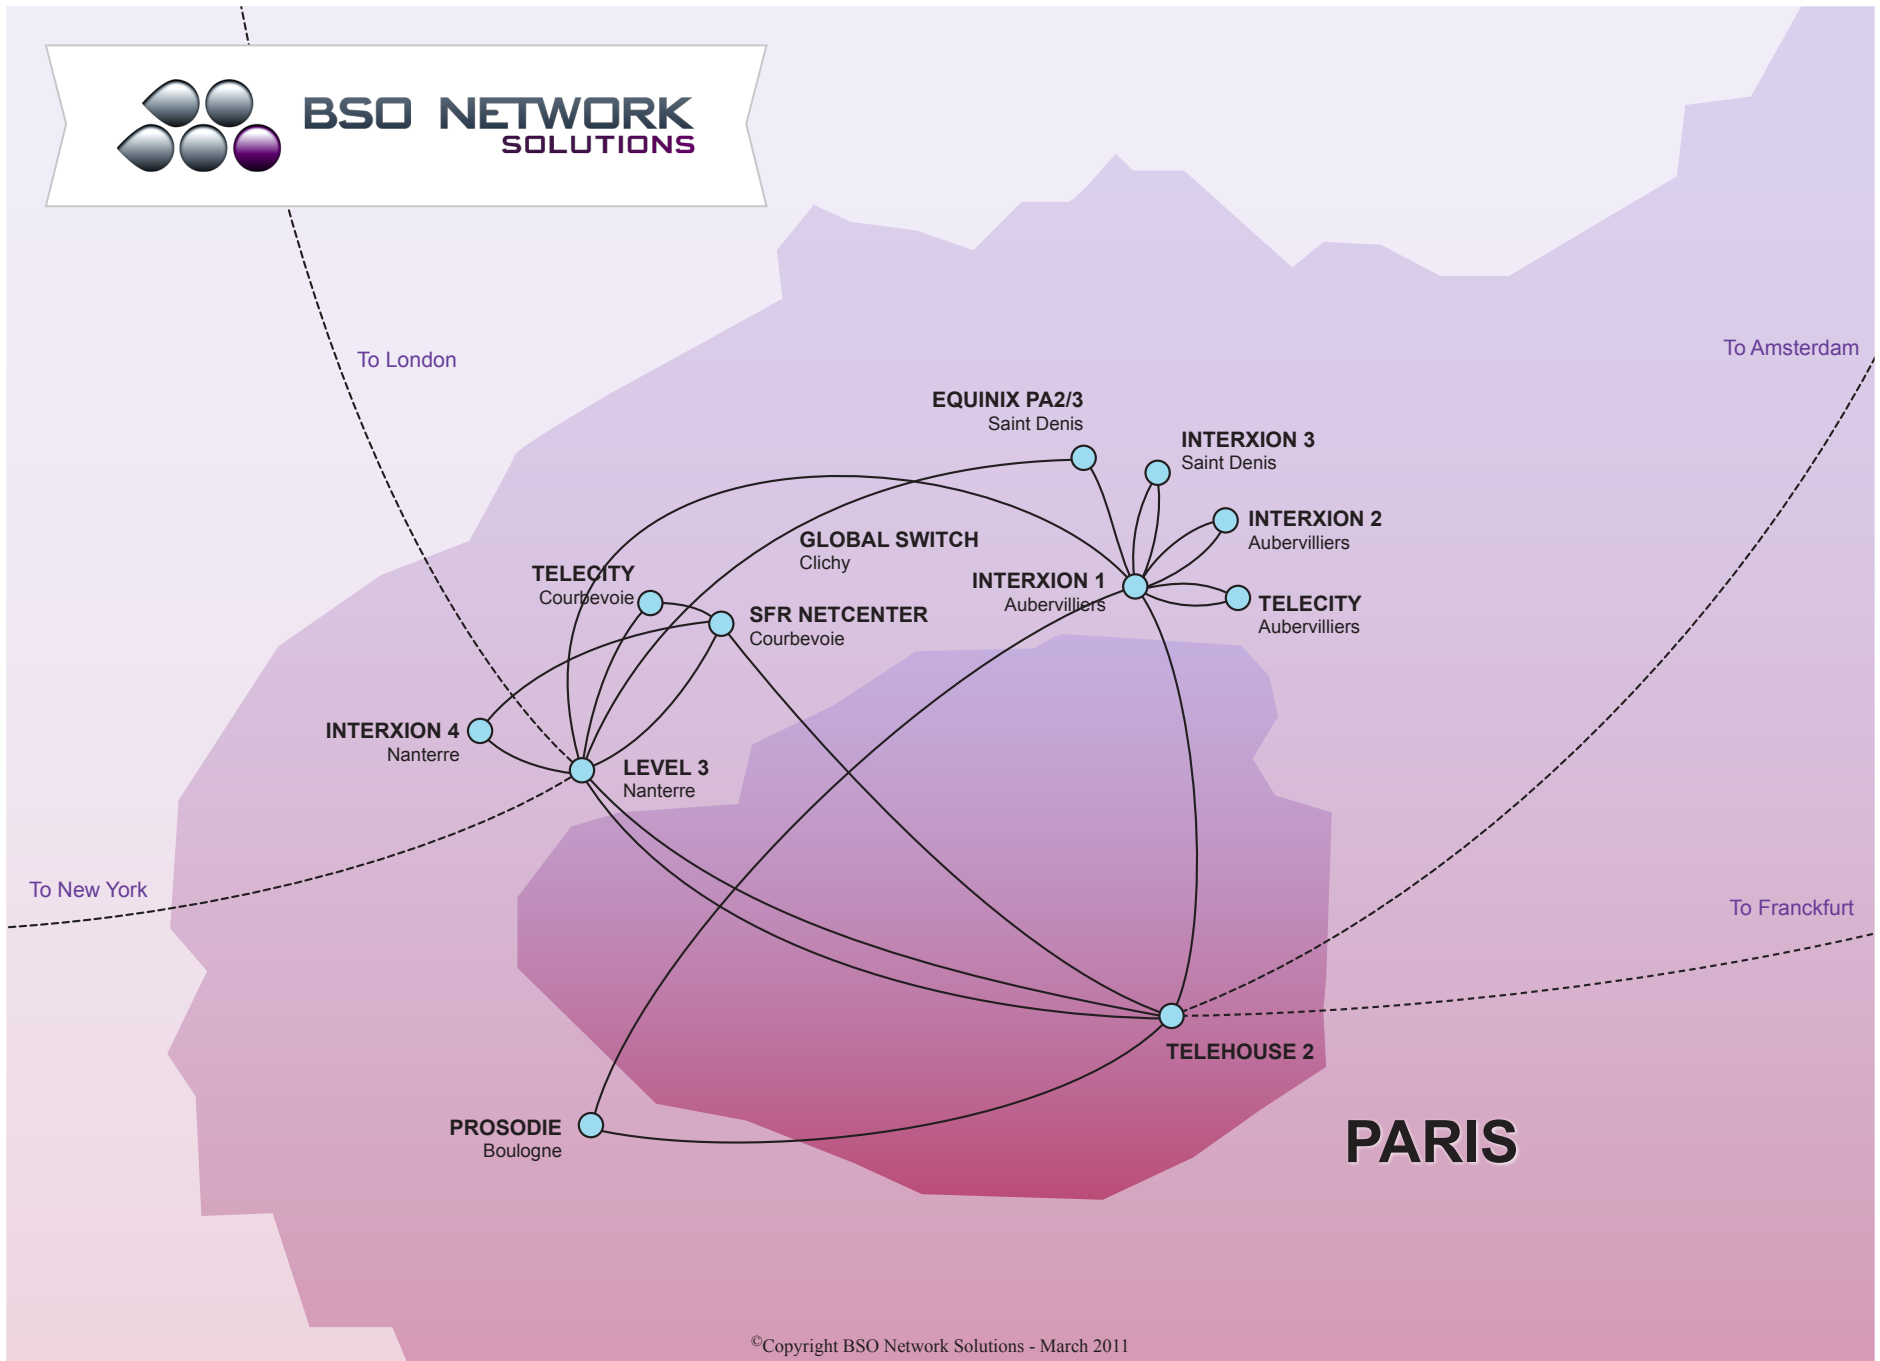 BSO NETWORK
SOLUTIONS
To London
To Amsterdam
EQUINIX PA2/3
Saint Denis
INTERXION 3
Saint Denis
INTERXION 2
Aubervilliers
GLOBAL SWITCH
Clichy
TELECITY
Courbevoie
INTERXION 1
Aubervilliers
TELECITY
Aubervilliers
SFR NETCENTER
Courbevoie
INTERXION 4
Nanterre
LEVEL 3
Nanterre
To New York
To Franckfurt
TELEHOUSE 2
PROSODIE
Boulogne
PARIS
©Copyright BSO Network Solutions - March 2011